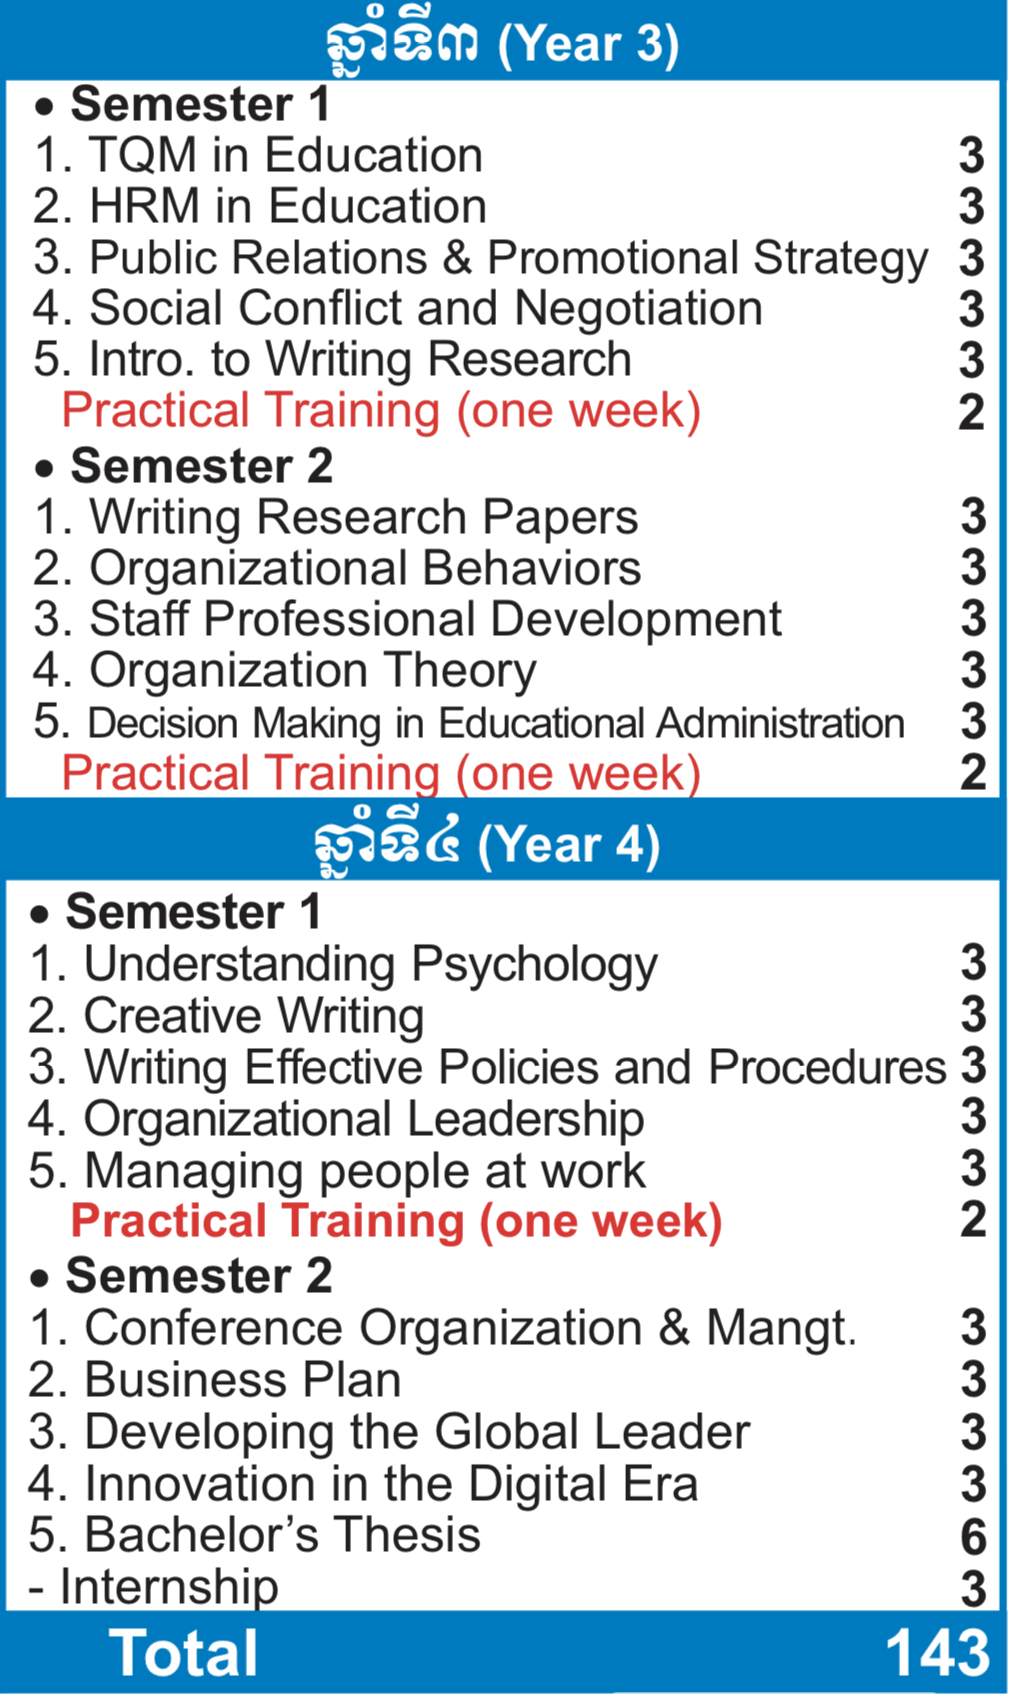 ឆ្នាំទី៣ (Year 3)
• Semester 1
1. TQM in Education 3
2. HRM in Education 3
3. Public Relations & Promotional Strategy 3
4. Social Conflict and Negotiation 3
5. Intro. to Writing Research 3
Practical Training (one week) 2
• Semester 2
1. Writing Research Papers 3
2. Organizational Behaviors 3
3. Staff Professional Development 3
4. Organization Theory 3
5. Decision Making in Educational Administration 3
Practical Training (one week) 2
ឆ្នាំទី៤ (Year 4)
• Semester 1
1. Understanding Psychology 3
2. Creative Writing 3
3. Writing Effective Policies and Procedures 3
4. Organizational Leadership 3
5. Managing people at work 3
Practical Training (one week) 2
• Semester 2
1. Conference Organization & Mangt. 3
2. Business Plan 3
3. Developing the Global Leader 3
4. Innovation in the Digital Era 3
5. Bachelor’s Thesis 6
- Internship 3
Total 143